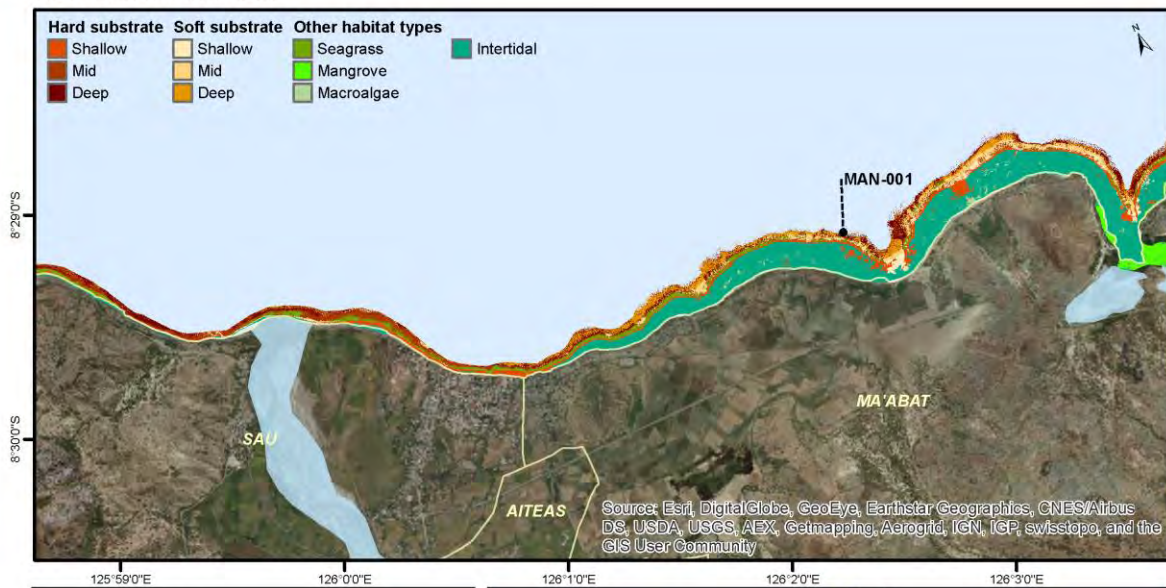 Hard substrate Soft substrate Other habitat types
Shallow Shallow Seagrass Intertidal
Mid Mid Mangrove
Deep Deep Macroalgae
N
MAN-001
8°29'0"S
8°30'0"S
MA'ABAT
SAU
AITEAS
Source: Esri, DigitalGlobe, GeoEye, Earthstar Geographics, CNES/Airbus
DS, USDA, USGS, AEX, Getmapping, Aerogrid, IGN, IGP, swisstopo, and the
GIS User Community
125°59'0"E 126°0'0"E 126°1'0"E 126°2'0"E 126°3'0"E